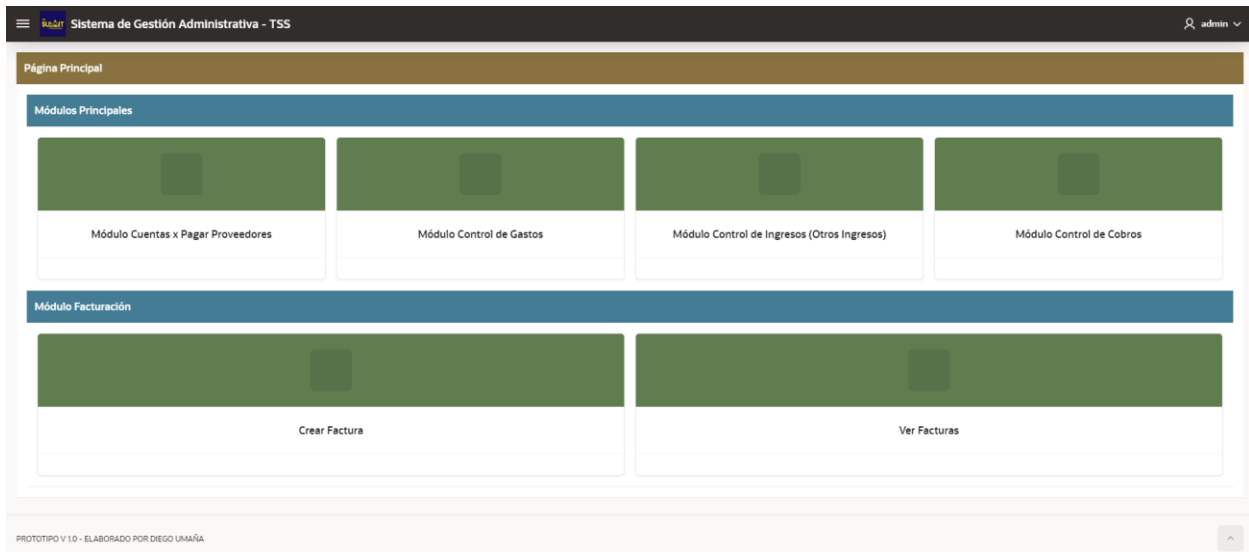 Sistema de Gestión Administrativa - TSS
admin
Página Principal
Módulos Principales
Módulo Cuentas x Pagar Proveedores
Módulo Control de Gastos
Módulo Control de Ingresos (Otros Ingresos)
Módulo Control de Cobros
Módulo Facturación
Crear Factura
Ver Facturas
PROTOTIPO V 1.0 - ELABORADO POR DIEGO UMAÑA